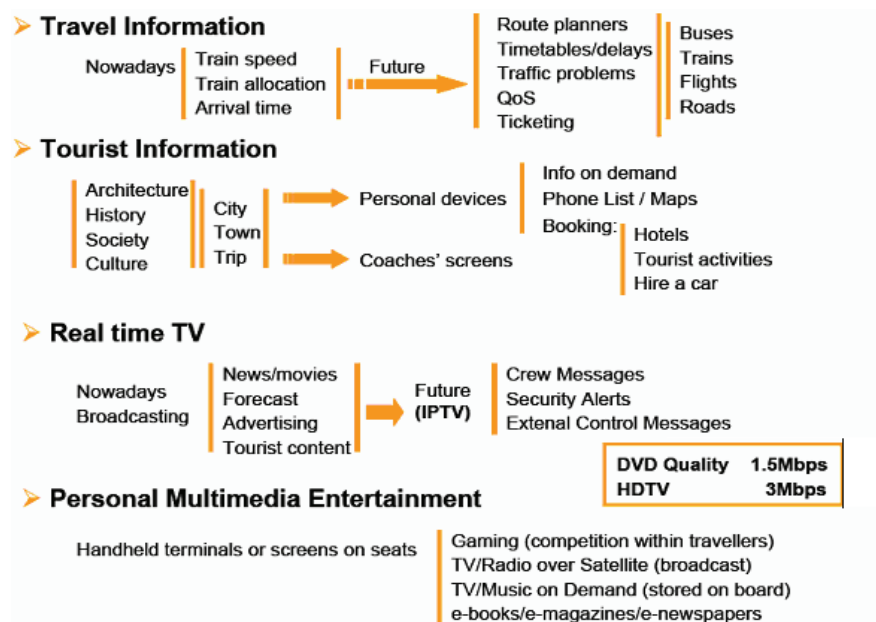 Travel Information
Nowadays
Train speed
Train allocation
Arrival time
Future
Route planners
Timetables/delays
Traffic problems
QoS
Ticketing
Buses
Trains
Flights
Roads
Tourist Information
Architecture
History
Society
Culture
City
Town
Trip
Personal devices
Info on demand
Phone List / Maps
Booking:
Hotels
Tourist activities
Hire a car
Coaches' screens
Real time TV
Nowadays
Broadcasting
News/movies
Forecast
Advertising
Tourist content
Future
(IPTV)
Crew Messages
Security Alerts
Extenal Control Messages
DVD Quality 1.5Mbps
HDTV 3Mbps
Personal Multimedia Entertainment
Handheld terminals or screens on seats
Gaming (competition within travellers)
TV/Radio over Satellite (broadcast)
TV/Music on Demand (stored on board)
e-books/e-magazines/e-newspapers